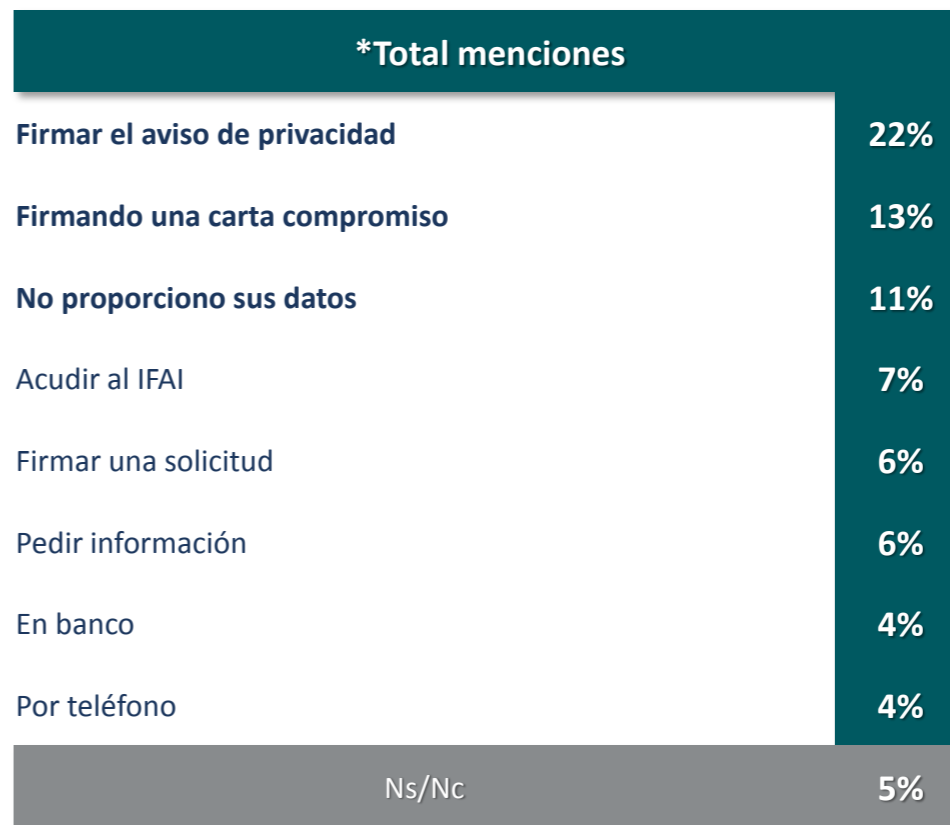 *Total menciones
Firmar el aviso de privacidad 22%
Firmando una carta compromiso 13%
No proporciono sus datos 11%
Acudir al IFAI 7%
Firmar una solicitud 6%
Pedir información 6%
En banco 4%
Por teléfono 4%
Ns/Nc 5%